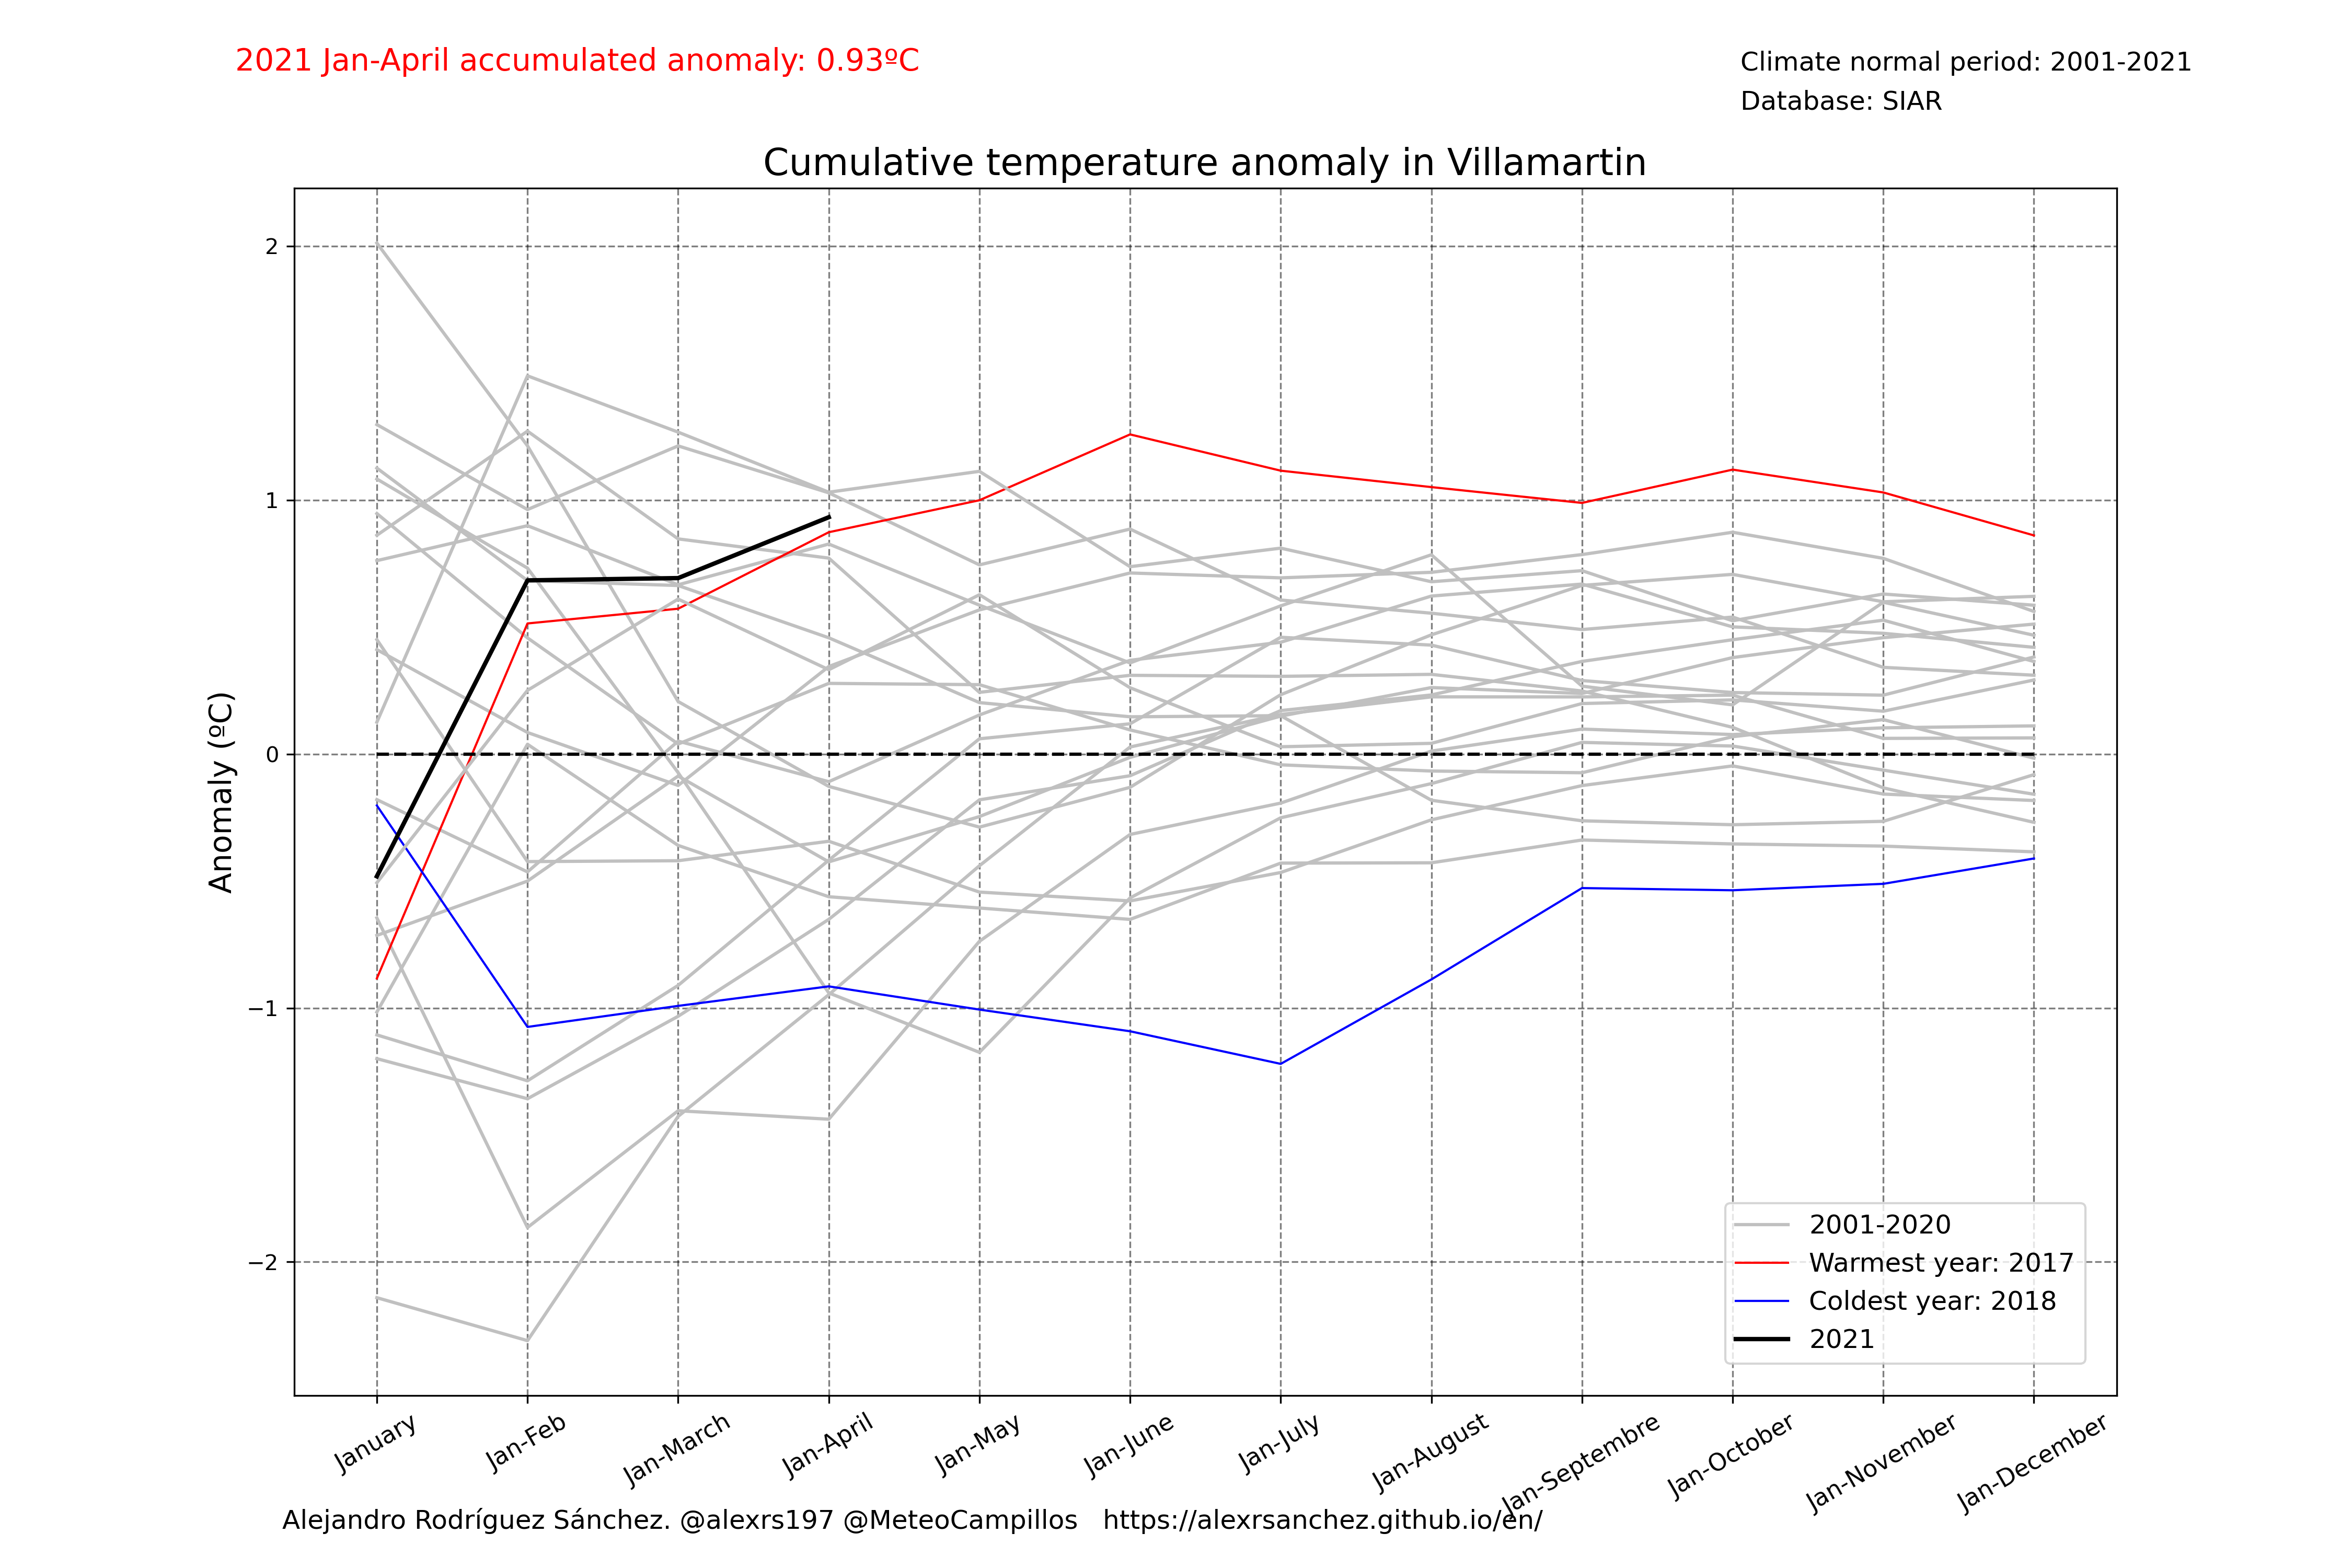 2021 Jan-April accumulated anomaly: 0.93ºC
Climate normal period: 2001-2021
Database: SIAR
Cumulative temperature anomaly in Villamartin
Anomaly (ºC)
2
1
0
−1
−2
2001-2020
Warmest year: 2017
Coldest year: 2018
2021
January
Jan-Feb
Jan-March
Jan-April
Jan-May
Jan-June
Jan-July
Jan-August
Jan-Septembre
Jan-October
Jan-November
Jan-December
Alejandro Rodríguez Sánchez. @alexrs197 @MeteoCampillos https://alexrsanchez.github.io/en/